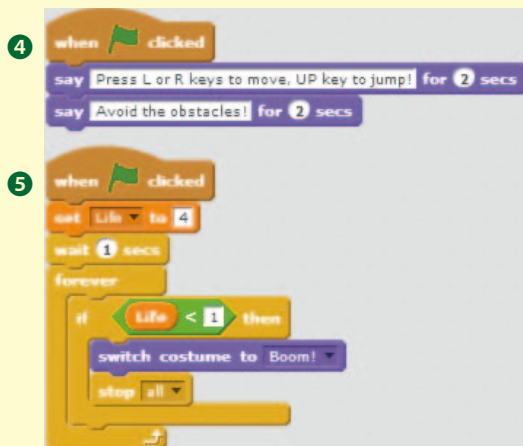 4
when clicked
say Press L or R keys to move, UP key to jump! for 2 secs
say Avoid the obstacles! for 2 secs
5
when clicked
set Life to 4
wait 1 secs
forever
if Life < 1 then
switch costume to Boom!
stop all